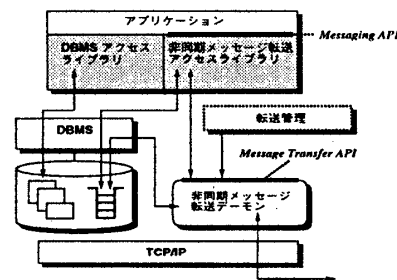 アプリケーション
Messaging API
DBMS アクセス
ライブラリ
非同期メッセージ転送
アクセスライブラリ
DBMS
転送管理
Message Transfer API
非同期メッセージ
転送デーモン
TCP/IP